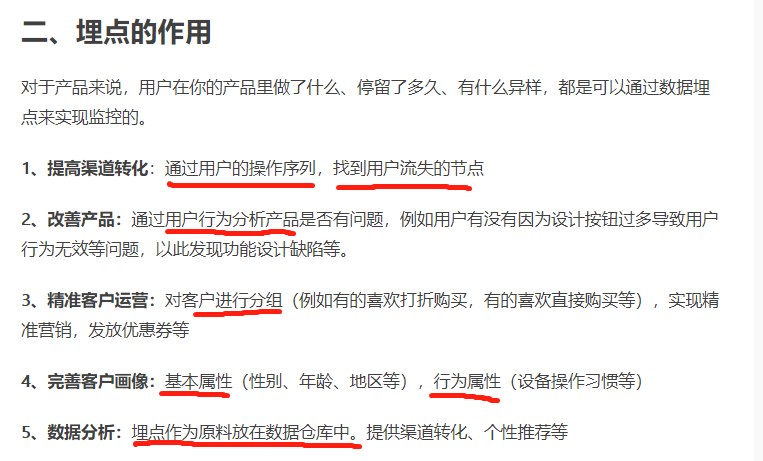 二、埋点的作用
对于产品来说，用户在你的产品里做了什么、停留了多久、有什么异样，都是可以通过数据埋
点来实现监控的。
1、提高渠道转化：通过用户的操作序列，找到用户流失的节点
2、改善产品：通过用户行为分析产品是否有问题，例如用户有没有因为设计按钮过多导致用户
行为无效等问题，以此发现功能设计缺陷等。
3、精准客户运营：对客户进行分组（例如有的喜欢打折购买，有的喜欢直接购买等），实现精
准营销，发放优惠券等
4、完善客户画像：基本属性（性别、年龄、地区等），行为属性（设备操作习惯等）
5、数据分析：埋点作为原料放在数据仓库中。提供渠道转化、个性推荐等